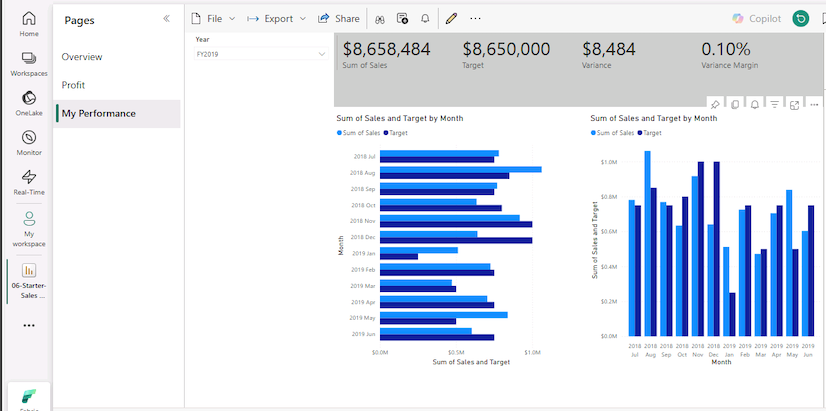 Pages
File
Export
Share
Copilot
Home
Workspaces
OneLake
Monitor
Real-Time
My
workspace
06-Starter-
Sales ...
Overview
Profit
My Performance
Year
FY2019
$8,658,484
Sum of Sales
$8,650,000
Target
$8,484
Variance
0.10%
Variance Margin
Sum of Sales and Target by Month
Sum of Sales Target
Month
2018 Jul
2018 Aug
2018 Sep
2018 Oct
2018 Nov
2018 Dec
2019 Jan
2019 Feb
2019 Mar
2019 Apr
2019 May
2019 Jun
$0.0M $0.5M $1.0M
Sum of Sales and Target
Sum of Sales and Target by Month
Sum of Sales Target
Sum of Sales and Target
$1.0M
$0.8M
$0.6M
$0.4M
$0.2M
$0.0M
2018 2018 2018 2018 2018 2018 2019 2019 2019 2019 2019 2019
Jul Aug Sep Oct Nov Dec Jan Feb Mar Apr May Jun
Month